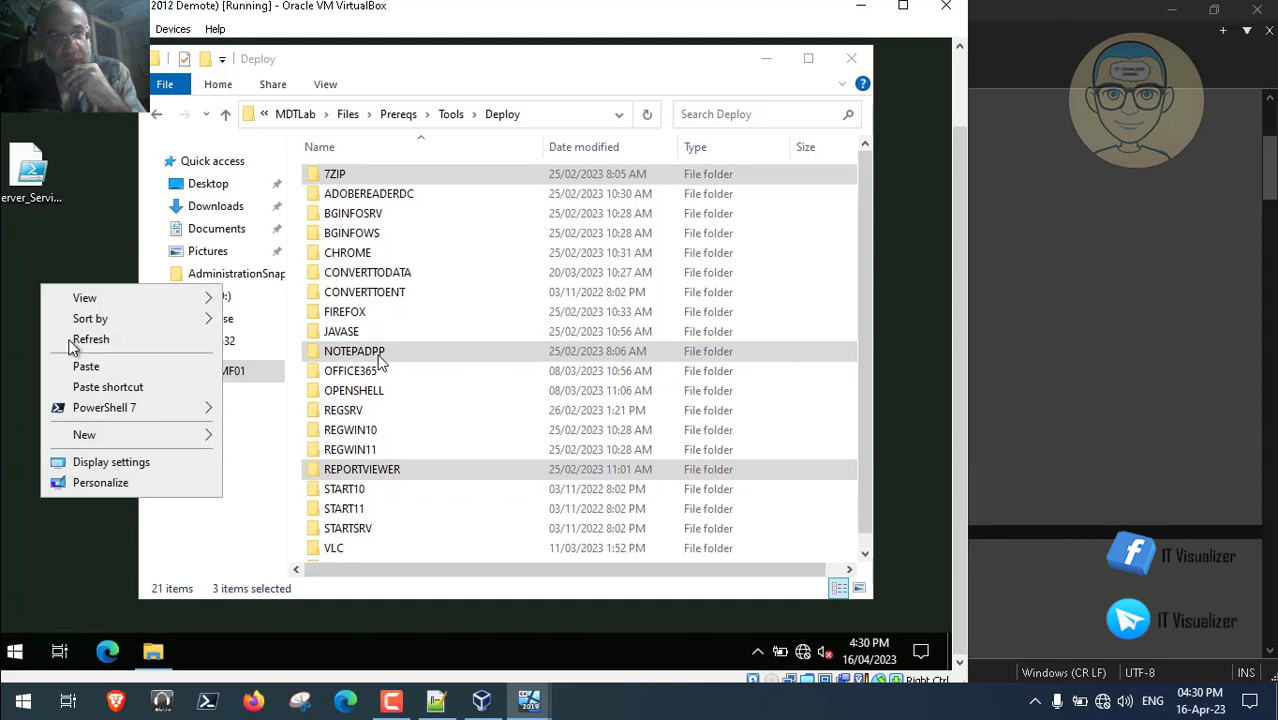 2012 Demote) [Running] - Oracle VM VirtualBox
Devices Help
Deploy
File Home Share View
« MDTLab Files Prereqs Tools Deploy
Search Deploy
Name Date modified Type Size
Quick access
Desktop
Downloads
Documents
Pictures
AdministrationSnap
:)
se
32
MF01
7ZIP 25/02/2023 8:05 AM File folder
ADOBEREADERDC 25/02/2023 10:30 AM File folder
BGINFOSRV 25/02/2023 10:28 AM File folder
BGINFOWS 25/02/2023 10:28 AM File folder
CHROME 25/02/2023 10:31 AM File folder
CONVERTTODATA 20/03/2023 10:27 AM File folder
CONVERTTOENT 03/11/2022 8:02 PM File folder
FIREFOX 25/02/2023 10:33 AM File folder
JAVASE 25/02/2023 10:56 AM File folder
NOTEPADPP 25/02/2023 8:06 AM File folder
OFFICE365 08/03/2023 10:56 AM File folder
OPENSHELL 08/03/2023 11:06 AM File folder
REGSRV 26/02/2023 1:21 PM File folder
REGWIN10 25/02/2023 10:28 AM File folder
REGWIN11 25/02/2023 10:28 AM File folder
REPORTVIEWER 25/02/2023 11:01 AM File folder
START10 03/11/2022 8:02 PM File folder
START11 03/11/2022 8:02 PM File folder
STARTSRV 03/11/2022 8:02 PM File folder
VLC 11/03/2023 1:52 PM File folder
21 items 3 items selected
erver_Servi...
View
Sort by
Refresh
Paste
Paste shortcut
PowerShell 7
New
Display settings
Personalize
4:30 PM
16/04/2023
Right Ctrl
IT VISUALIZER
CHANNEL
IT Visualizer
IT Visualizer
Windows (CR LF) UTF-8 INS
2019
ENG
04:30 PM
16-Apr-23